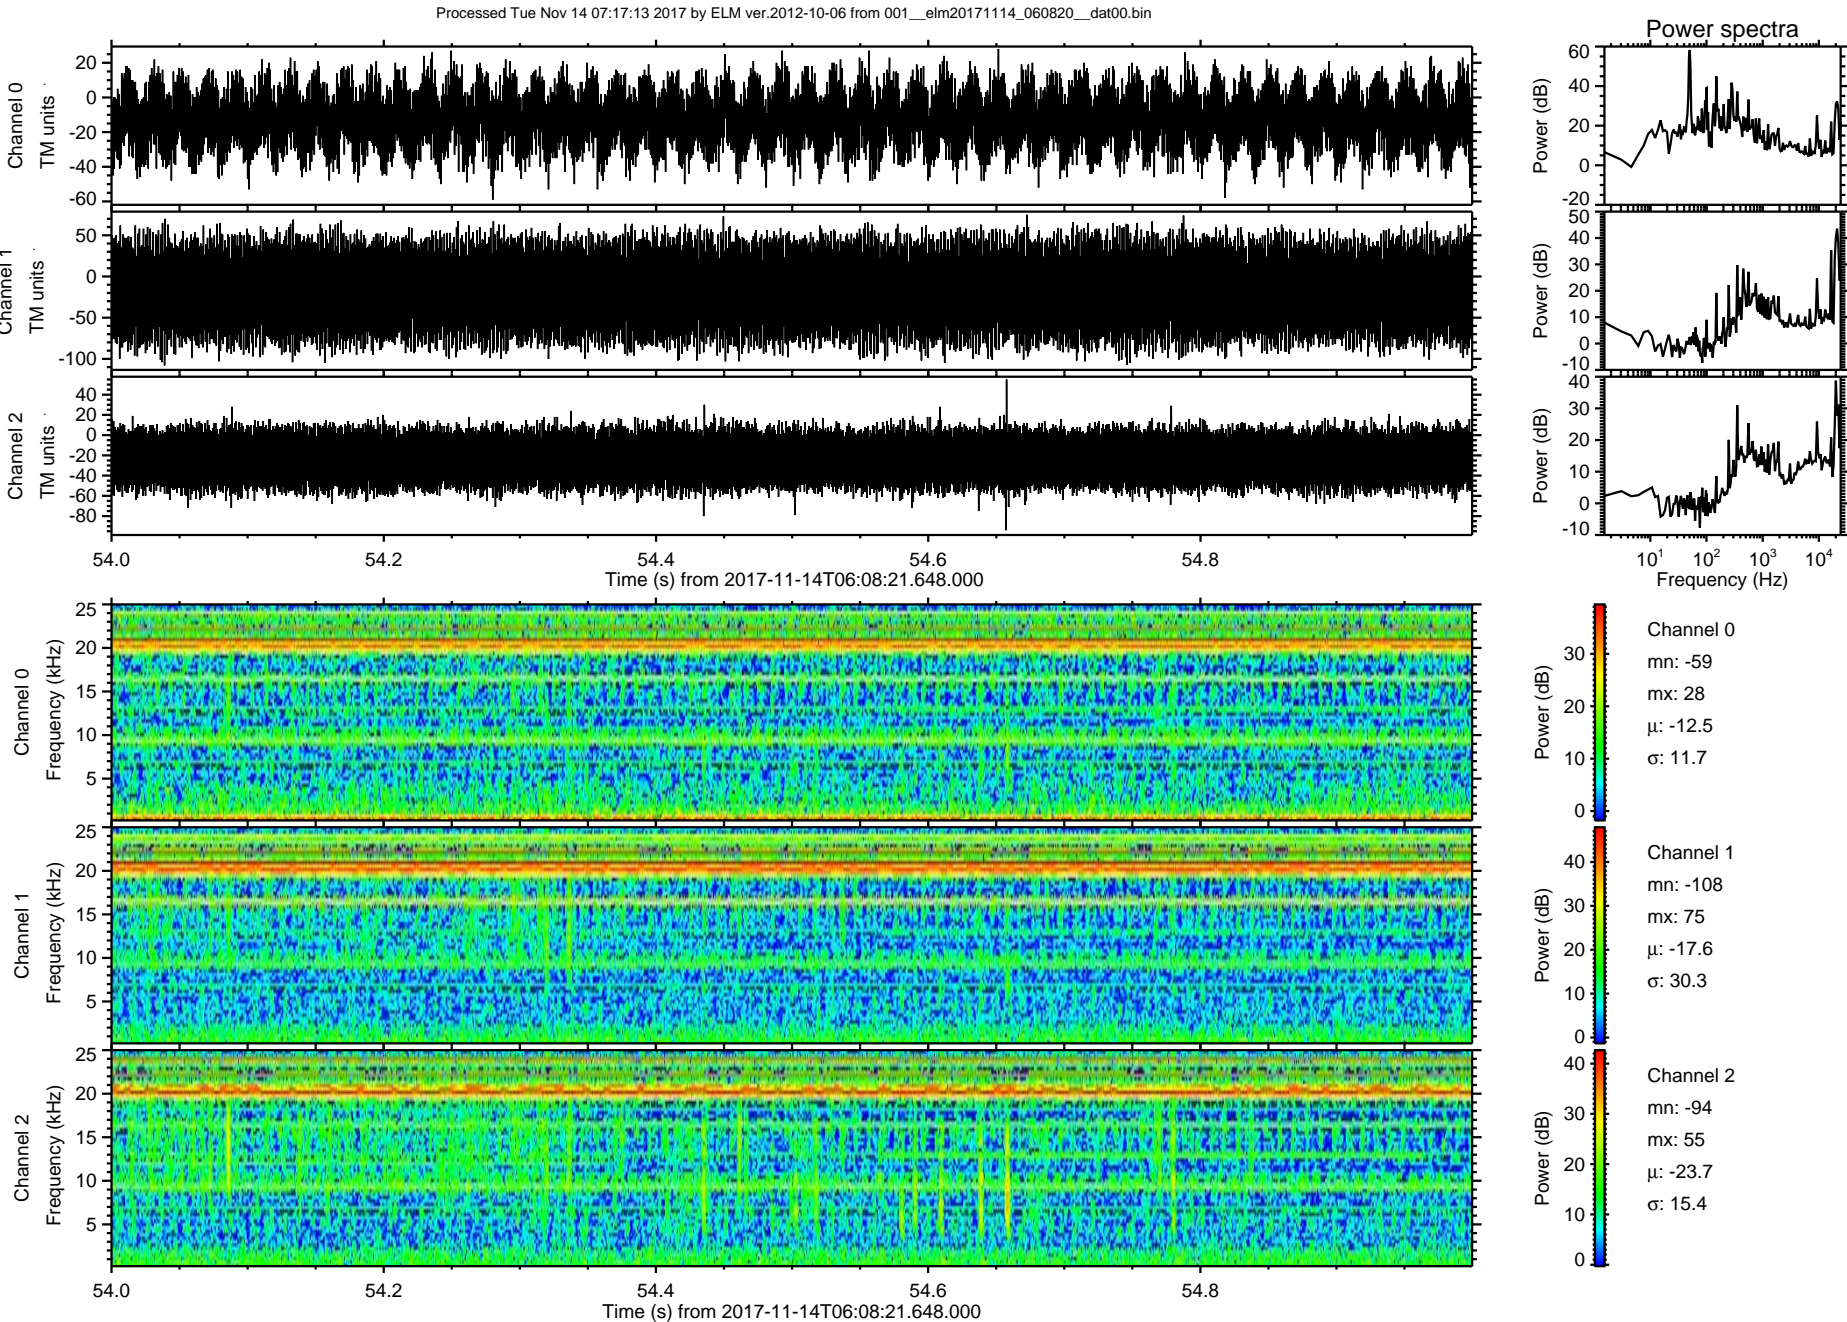 Processed Tue Nov 14 07:17:13 2017 by ELM ver.2012-10-06 from 001__elm20171114_060820__dat00.bin
Power spectra
Channel 0
TM units
20
0
-20
-40
-60
Power (dB)
60
40
20
0
-20
Channel 1
TM units
50
0
-50
-100
Power (dB)
50
40
30
20
10
0
-10
Channel 2
TM units
40
20
0
-20
-40
-60
-80
Power (dB)
40
30
20
10
0
-10
54.0 54.2 54.4 54.6 54.8
Time (s) from 2017-11-14T06:08:21.648.000
10¹ 10² 10³ 10⁴
Frequency (Hz)
Channel 0
Frequency (kHz)
25
20
15
10
5
Power (dB)
30
20
10
0
Channel 0
mn: -59
mx: 28
μ: -12.5
σ: 11.7
Channel 1
Frequency (kHz)
25
20
15
10
5
Power (dB)
40
30
20
10
0
Channel 1
mn: -108
mx: 75
μ: -17.6
σ: 30.3
Channel 2
Frequency (kHz)
25
20
15
10
5
Power (dB)
40
30
20
10
0
Channel 2
mn: -94
mx: 55
μ: -23.7
σ: 15.4
54.0 54.2 54.4 54.6 54.8
Time (s) from 2017-11-14T06:08:21.648.000